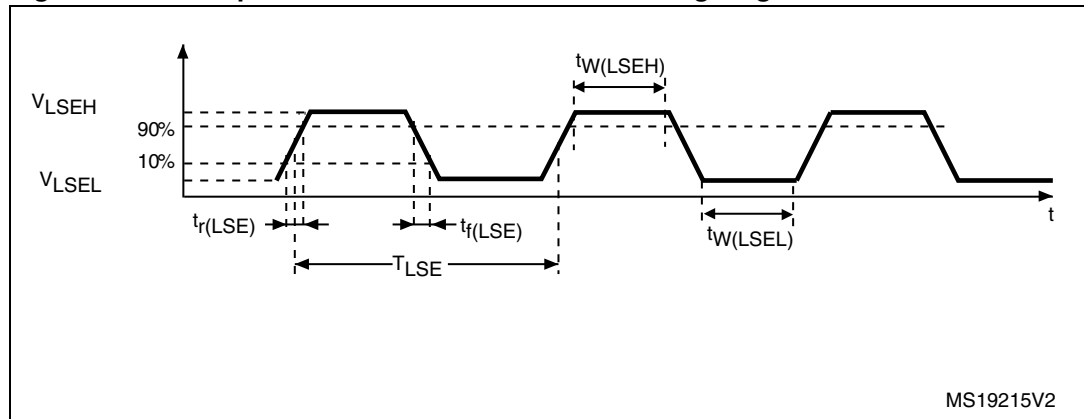 tW(LSEH)
VLSEH
90%
10%
VLSEL
tr(LSE)
tf(LSE)
tW(LSEL)
t
TLSE
MS19215V2